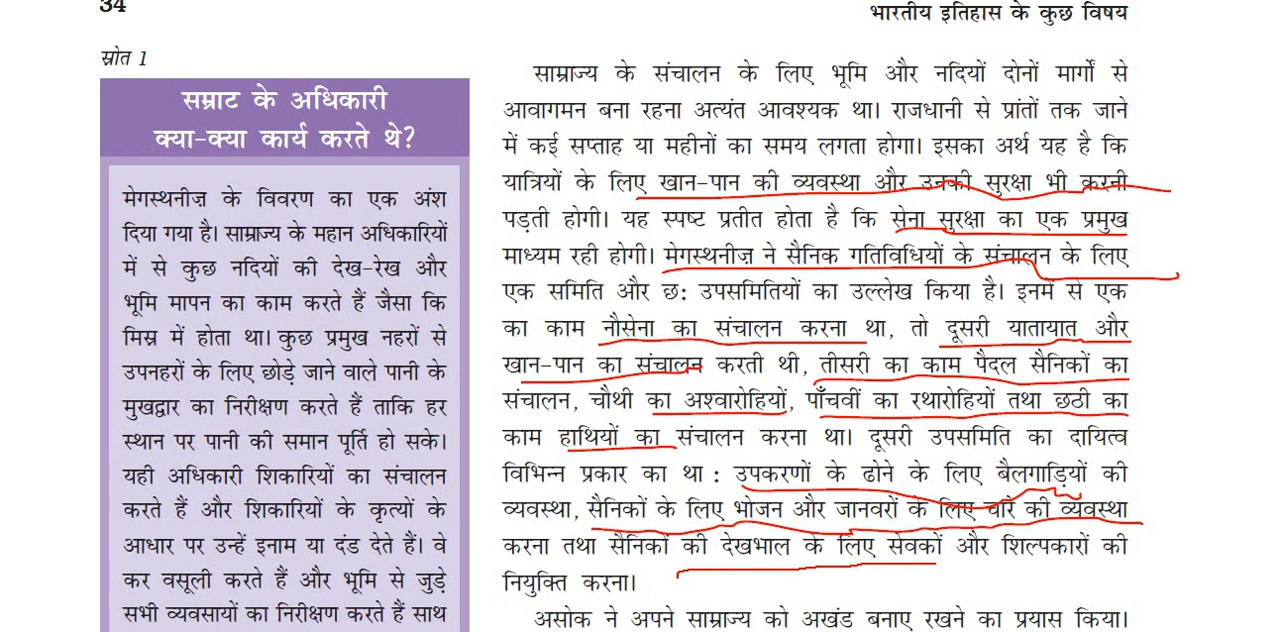 34
भारतीय इतिहास के कुछ विषय
स्रोत 1
सम्राट के अधिकारी
क्या-क्या कार्य करते थे?
मेगस्थनीज़ के विवरण का एक अंश
दिया गया है। साम्राज्य के महान अधिकारियों
में से कुछ नदियों की देख-रेख और
भूमि मापन का काम करते हैं जैसा कि
मिस्र में होता था। कुछ प्रमुख नहरों से
उपनहरों के लिए छोड़े जाने वाले पानी के
मुखद्वार का निरीक्षण करते हैं ताकि हर
स्थान पर पानी की समान पूर्ति हो सके।
यही अधिकारी शिकारियों का संचालन
करते हैं और शिकारियों के कृत्यों के
आधार पर उन्हें इनाम या दंड देते हैं। वे
कर वसूली करते हैं और भूमि से जुड़े
सभी व्यवसायों का निरीक्षण करते हैं साथ
साम्राज्य के संचालन के लिए भूमि और नदियों दोनों मार्गों से
आवागमन बना रहना अत्यंत आवश्यक था। राजधानी से प्रांतों तक जाने
में कई सप्ताह या महीनों का समय लगता होगा। इसका अर्थ यह है कि
यात्रियों के लिए खान-पान की व्यवस्था और उनकी सुरक्षा भी करनी
पड़ती होगी। यह स्पष्ट प्रतीत होता है कि सेना सुरक्षा का एक प्रमुख
माध्यम रही होगी। मेगस्थनीज़ ने सैनिक गतिविधियों के संचालन के लिए
एक समिति और छ: उपसमितियों का उल्लेख किया है। इनमें से एक
का काम नौसेना का संचालन करना था, तो दूसरी यातायात और
खान-पान का संचालन करती थी, तीसरी का काम पैदल सैनिकों का
संचालन, चौथी का अश्वारोहियों, पाँचवीं का रथारोहियों तथा छठी का
काम हाथियों का संचालन करना था। दूसरी उपसमिति का दायित्व
विभिन्न प्रकार का था : उपकरणों के ढोने के लिए बैलगाड़ियों की
व्यवस्था, सैनिकों के लिए भोजन और जानवरों के लिए चारे की व्यवस्था
करना तथा सैनिकों की देखभाल के लिए सेवकों और शिल्पकारों की
नियुक्ति करना।
असोक ने अपने साम्राज्य को अखंड बनाए रखने का प्रयास किया।